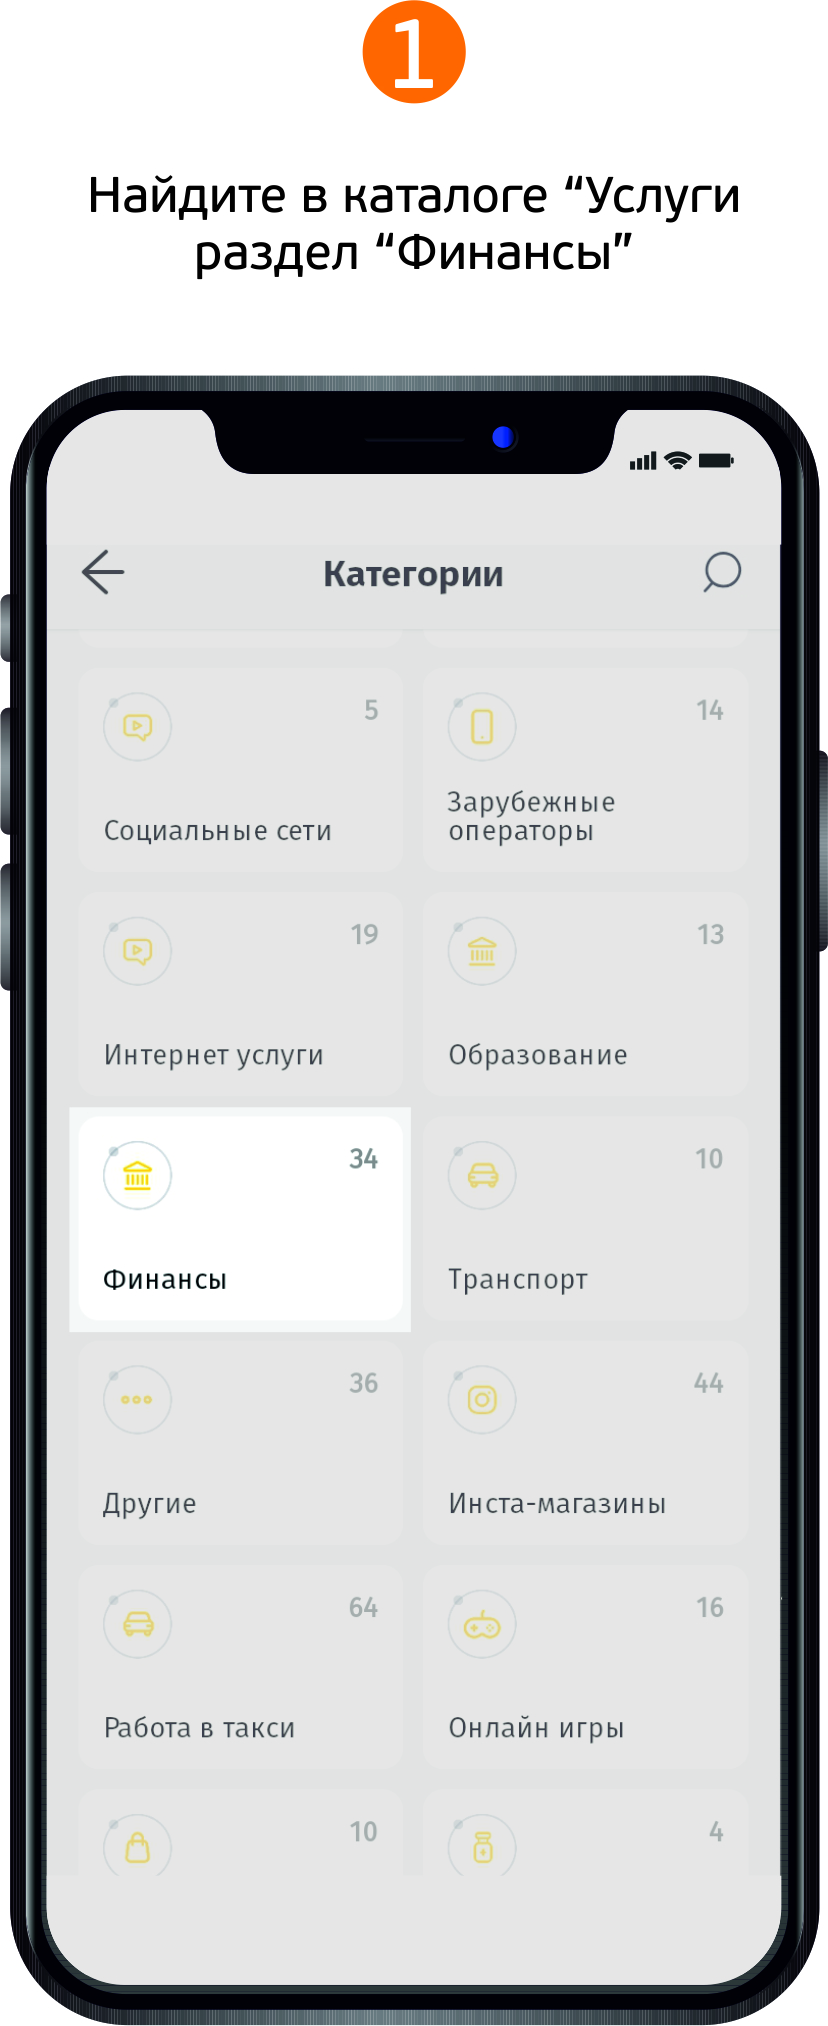 1
Найдите в каталоге “Услуги
раздел “Финансы”
Категории
5
14
Социальные сети
Зарубежные
операторы
19
13
Интернет услуги
Образование
34
10
Финансы
Транспорт
36
44
Другие
Инста-магазины
64
16
Работа в такси
Онлайн игры
10
4